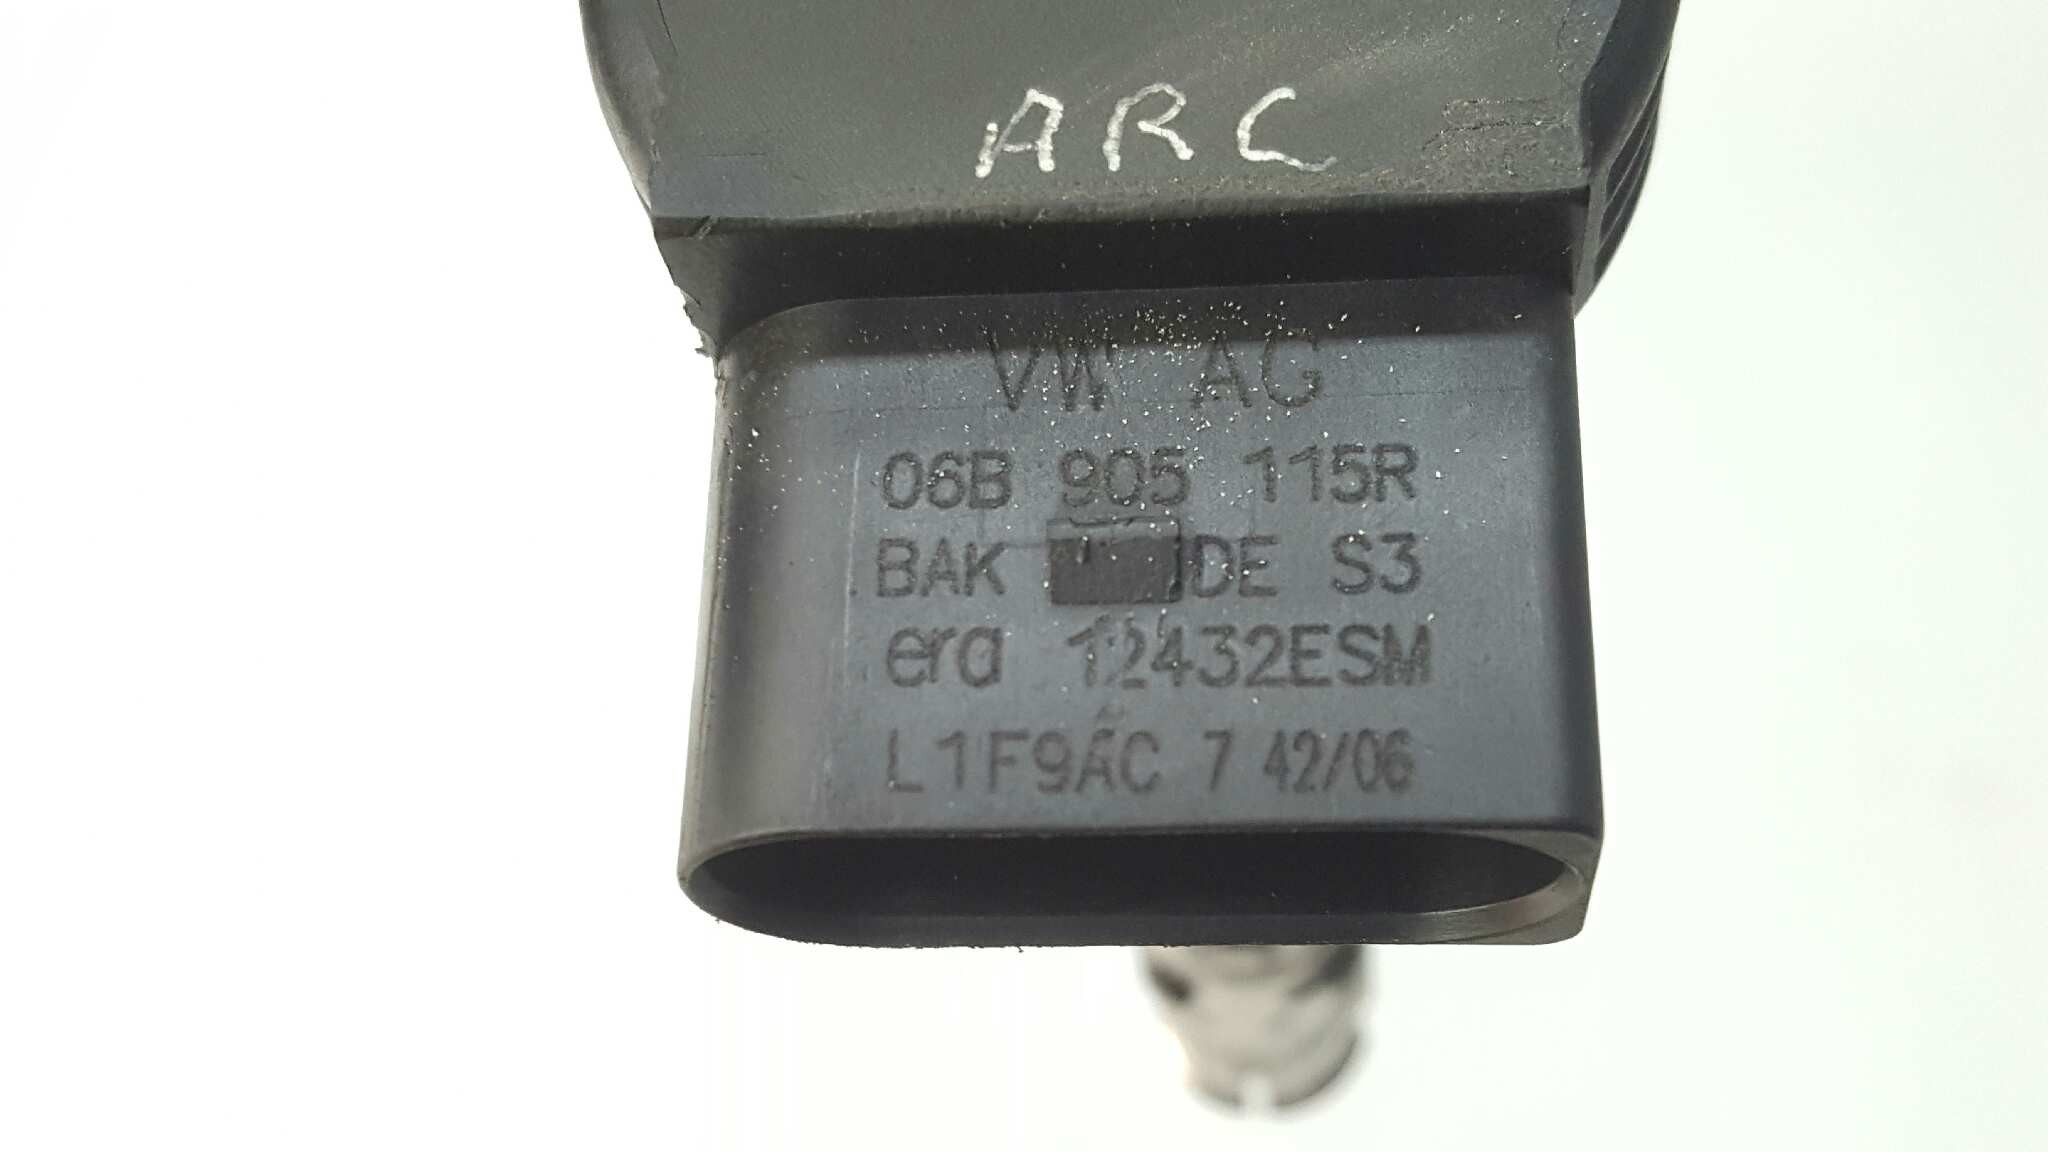 ARC
VW AG
06B 905 115R
BAK DE S3
era 12432ESM
L1F9AC 7 42/06